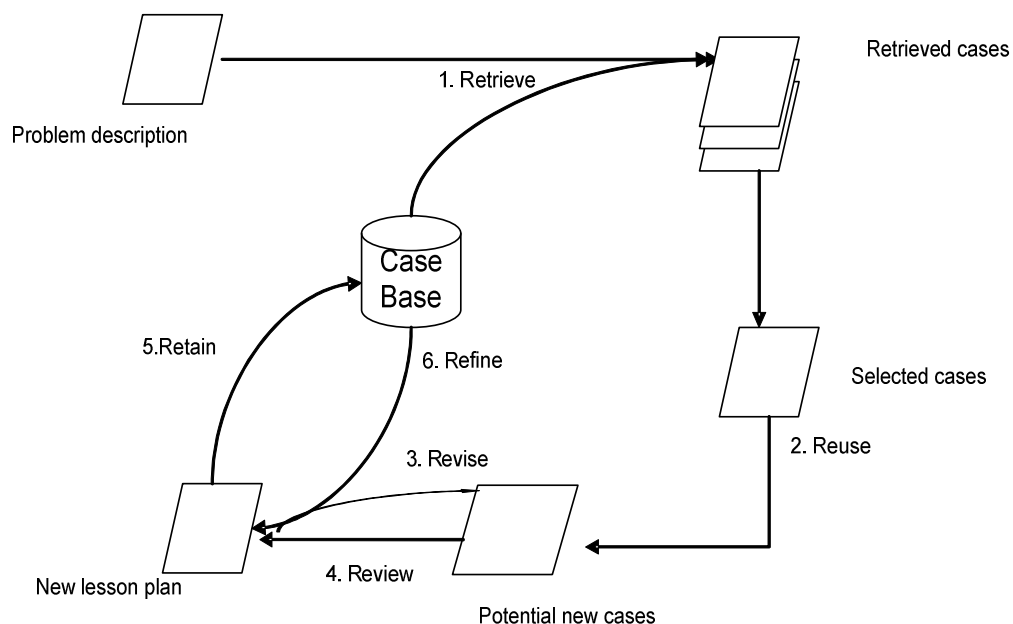 Retrieved cases
1. Retrieve
Problem description
Case
Base
5.Retain
6. Refine
Selected cases
2. Reuse
3. Revise
4. Review
New lesson plan
Potential new cases